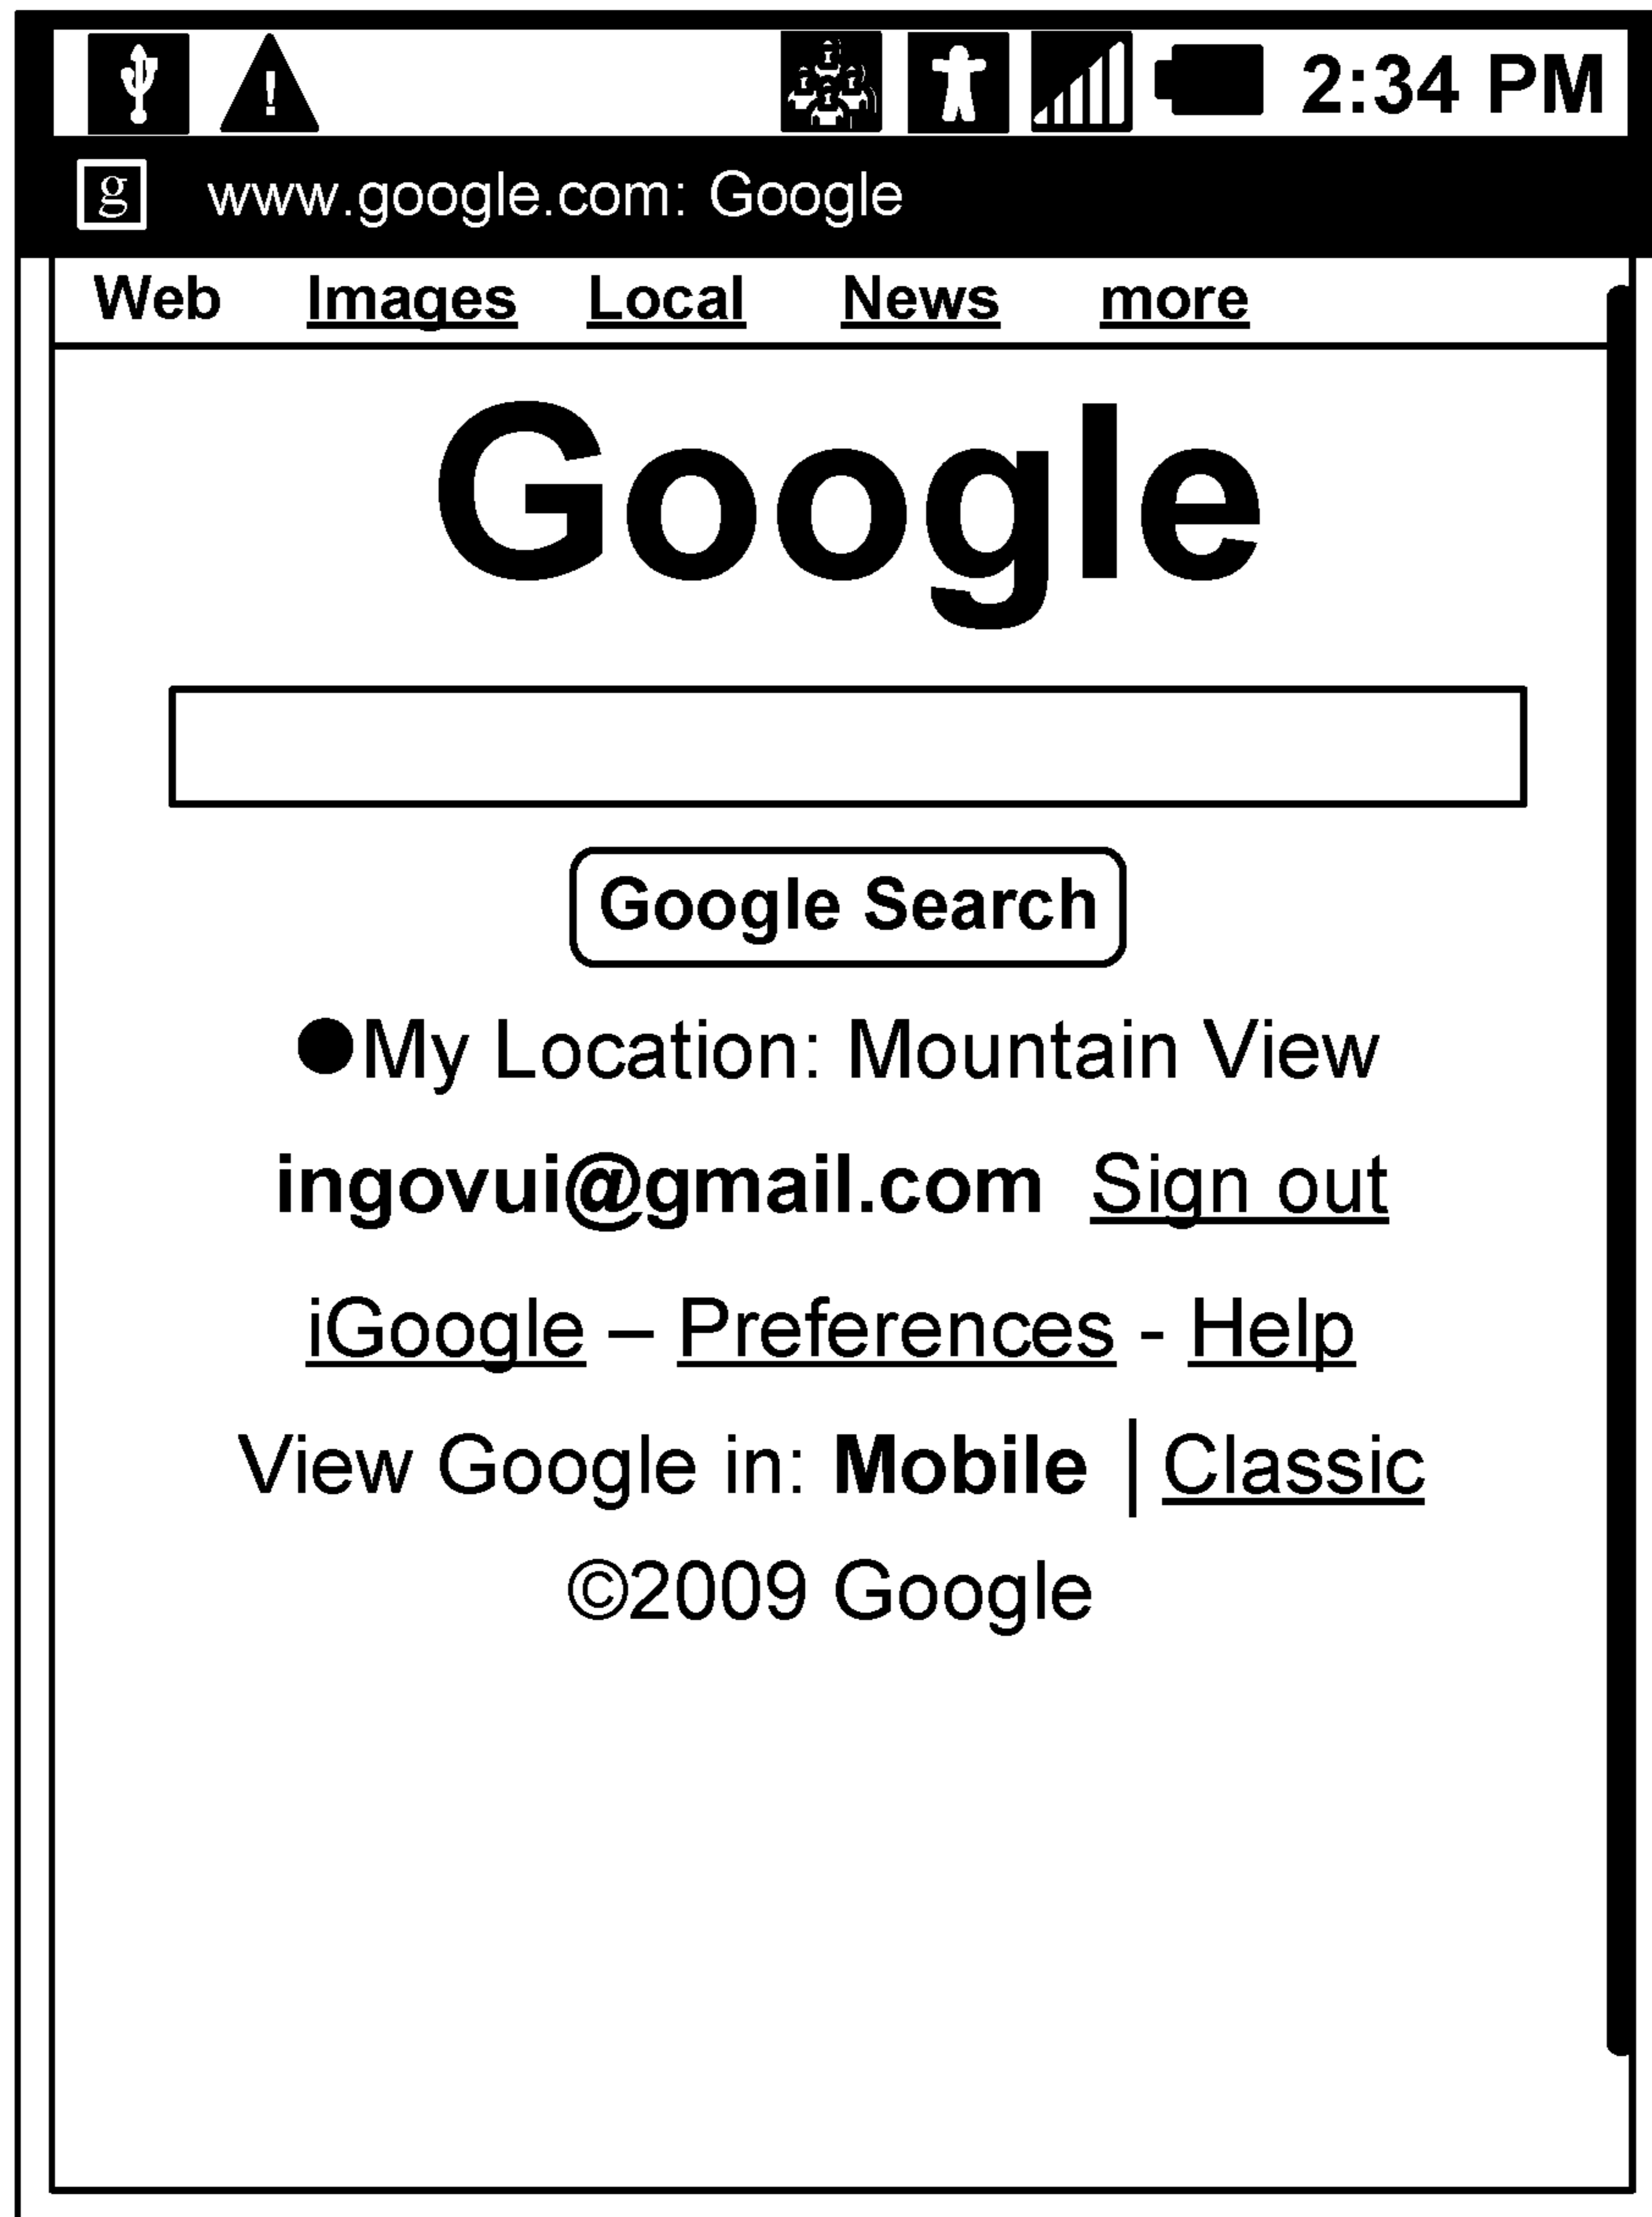 2:34 PM
g www.google.com: Google
Web Images Local News more
Google
Google Search
My Location: Mountain View
ingovui@gmail.com Sign out
iGoogle – Preferences - Help
View Google in: Mobile | Classic
©2009 Google